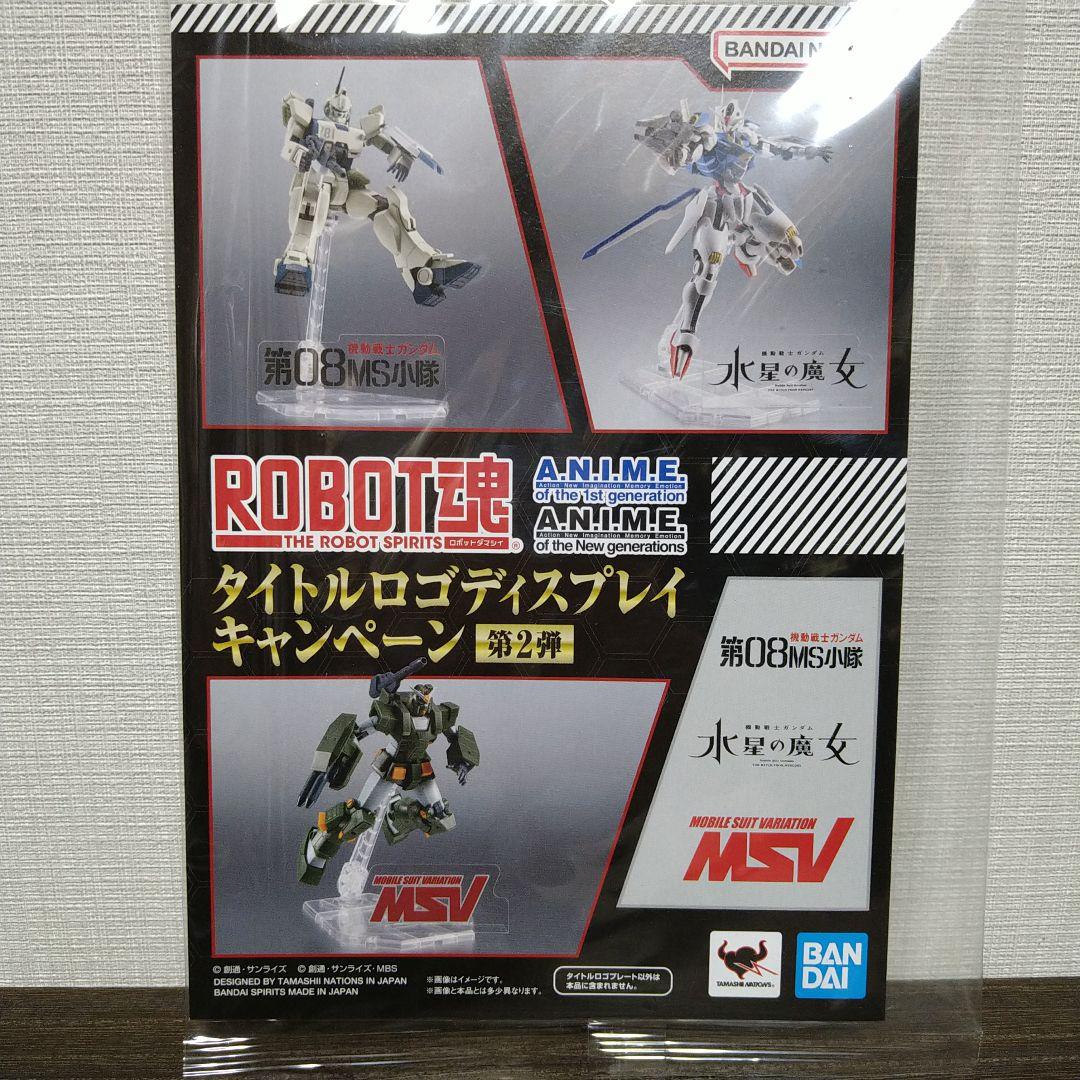 BANDAI N
181
機動戦士ガンダム
第08MS小隊
機動戦士ガンダム
水星の魔女
ROBOT魂
THE ROBOT SPIRITS ロボットダマシイ ®
A.N.I.M.E.
Action New Imagination Memory Emotion
of the 1st generation
A.N.I.M.E.
Action New Imagination Memory Emotion
of the New generations
タイトルロゴディスプレイ
キャンペーン 第2弾
機動戦士ガンダム
第08MS小隊
機動戦士ガンダム
水星の魔女
MOBILE SUIT VARIATION
MSV
MOBILE SUIT VARIATION
MSV
© 創通・サンライズ © 創通・サンライズ・MBS
DESIGNED BY TAMASHII NATIONS IN JAPAN
BANDAI SPIRITS MADE IN JAPAN
※画像はイメージです。
※画像と本品とは多少異なります。
タイトルロゴプレート以外は
本品に含まれません。
TAMASHII NATIONS
BAN
DAI